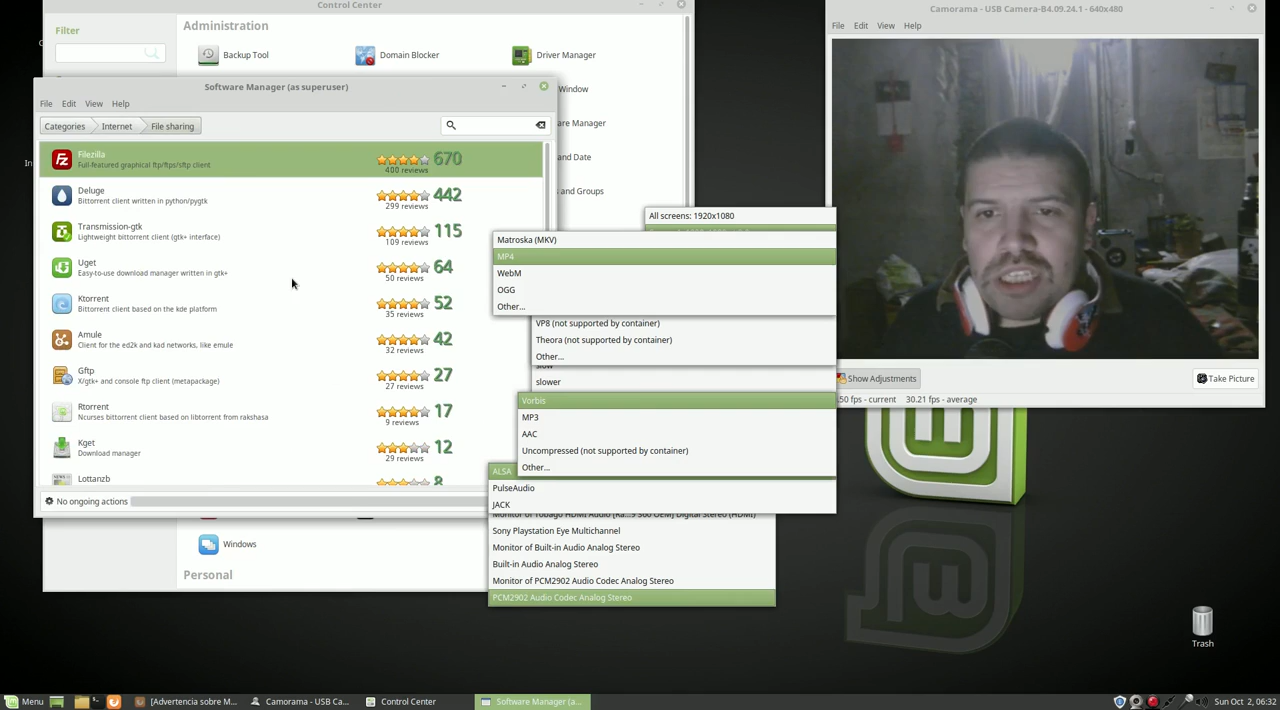 Control Center
Filter
Administration
Backup Tool
Domain Blocker
Driver Manager
Window
are Manager
and Date
s and Groups
Windows
Personal
Software Manager (as superuser)
File Edit View Help
Categories Internet File sharing
Filezilla
Full-featured graphical ftp/ftps/sftp client
670
400 reviews
Deluge
Bittorrent client written in python/pygtk
442
299 reviews
Transmission-gtk
Lightweight bittorrent client (gtk+ interface)
115
109 reviews
Uget
Easy-to-use download manager written in gtk+
64
50 reviews
Ktorrent
Bittorrent client based on the kde platform
52
35 reviews
Amule
Client for the ed2k and kad networks, like emule
42
32 reviews
Gftp
X/gtk+ and console ftp client (metapackage)
27
27 reviews
Rtorrent
Ncurses bittorrent client based on libtorrent from rakshasa
17
9 reviews
Kget
Download manager
12
29 reviews
Lottanzb
8
No ongoing actions
All screens: 1920x1080
Matroska (MKV)
MP4
WebM
OGG
Other...
VP8 (not supported by container)
Theora (not supported by container)
Other...
slow
slower
Vorbis
MP3
AAC
Uncompressed (not supported by container)
Other...
ALSA
PulseAudio
JACK
Sony Playstation Eye Multichannel
Monitor of Built-in Audio Analog Stereo
Built-in Audio Analog Stereo
Monitor of PCM2902 Audio Codec Analog Stereo
PCM2902 Audio Codec Analog Stereo
Camorama - USB Camera-B4.09.24.1 - 640x480
File Edit View Help
Show Adjustments
Take Picture
.50 fps - current 30.21 fps - average
Trash
Menu
[Advertencia sobre M...
Camorama - USB Ca...
Control Center
Software Manager (a...
Sun Oct 2, 06:32